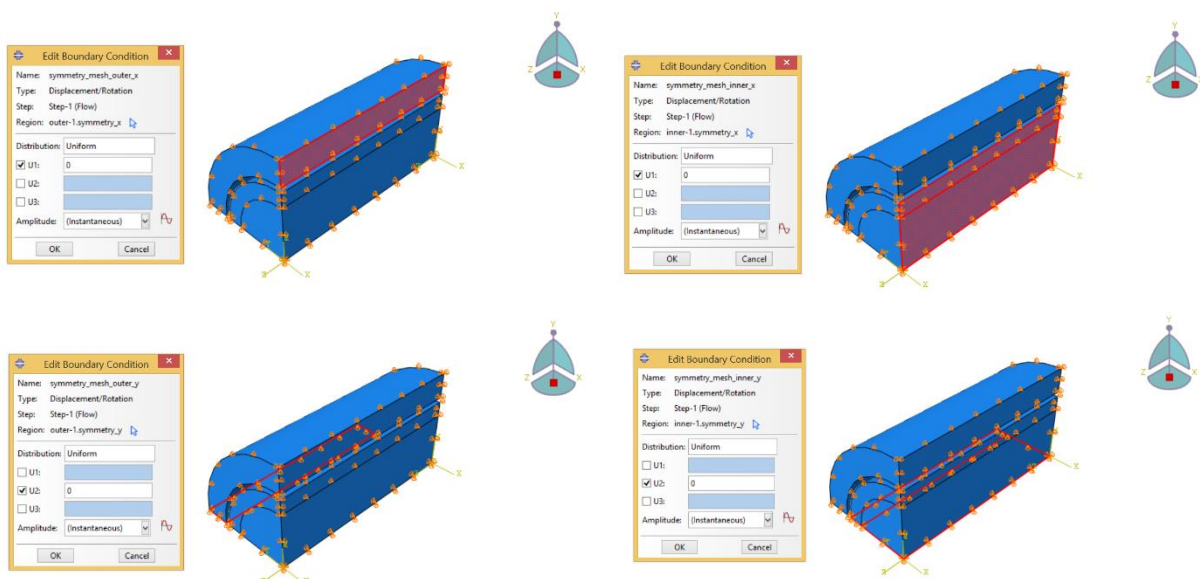 Edit Boundary Condition
Name: symmetry_mesh_outer_x
Type: Displacement/Rotation
Step: Step-1 (Flow)
Region: outer-1.symmetry_x
Distribution: Uniform
U1: 0
U2:
U3:
Amplitude: (Instantaneous)
OK Cancel
Y
Z X
X
Z X
Edit Boundary Condition
Name: symmetry_mesh_inner_x
Type: Displacement/Rotation
Step: Step-1 (Flow)
Region: inner-1.symmetry_x
Distribution: Uniform
U1: 0
U2:
U3:
Amplitude: (Instantaneous)
OK Cancel
Y
Z X
X
Z X
Edit Boundary Condition
Name: symmetry_mesh_outer_y
Type: Displacement/Rotation
Step: Step-1 (Flow)
Region: outer-1.symmetry_y
Distribution: Uniform
U1:
U2: 0
U3:
Amplitude: (Instantaneous)
OK Cancel
Y
Z X
X
Edit Boundary Condition
Name: symmetry_mesh_inner_y
Type: Displacement/Rotation
Step: Step-1 (Flow)
Region: inner-1.symmetry_y
Distribution: Uniform
U1:
U2: 0
U3:
Amplitude: (Instantaneous)
OK Cancel
Y
Z X
X